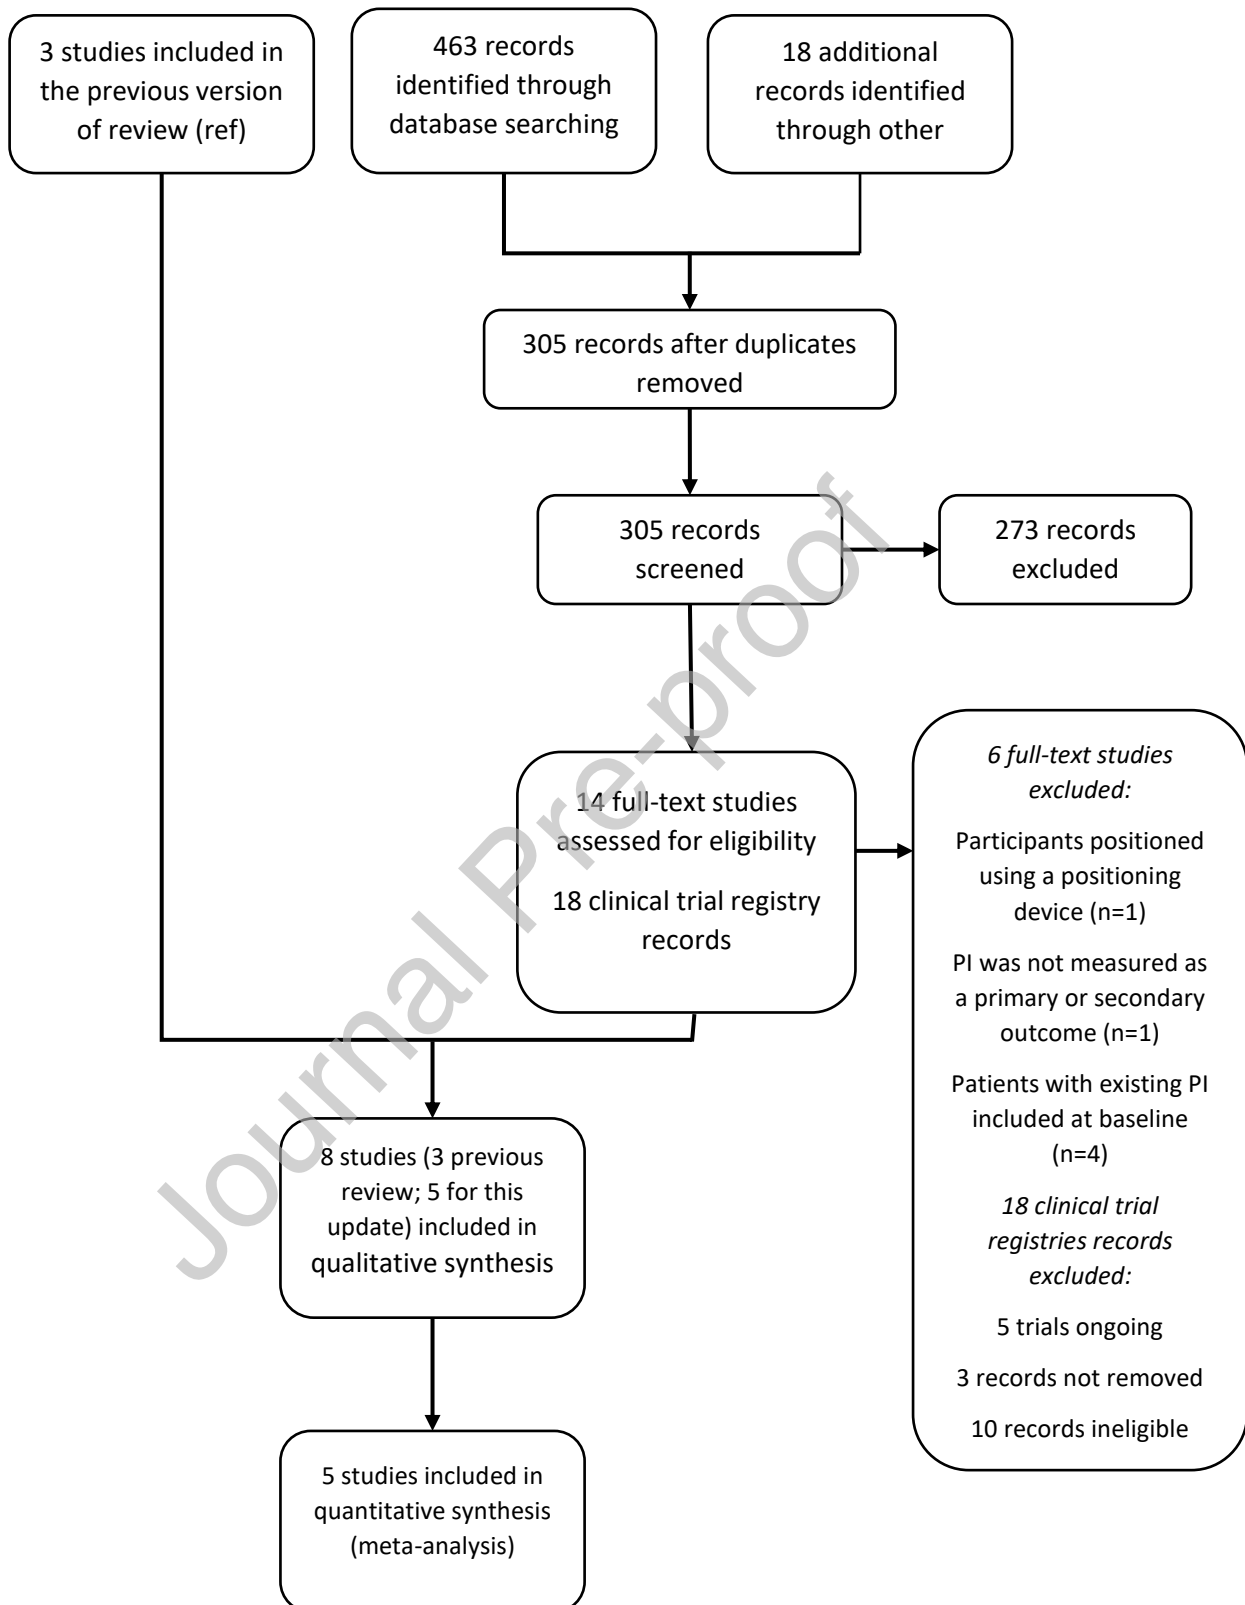 3 studies included in
the previous version
of review (ref)
463 records
identified through
database searching
18 additional
records identified
through other
305 records after duplicates
removed
305 records
screened
273 records
excluded
14 full-text studies
assessed for eligibility
18 clinical trial registry
records
6 full-text studies
excluded:
Participants positioned
using a positioning
device (n=1)
PI was not measured as
a primary or secondary
outcome (n=1)
Patients with existing PI
included at baseline
(n=4)
18 clinical trial
registries records
excluded:
5 trials ongoing
3 records not removed
10 records ineligible
8 studies (3 previous
review; 5 for this
update) included in
qualitative synthesis
5 studies included in
quantitative synthesis
(meta-analysis)
Journal Pre-proof